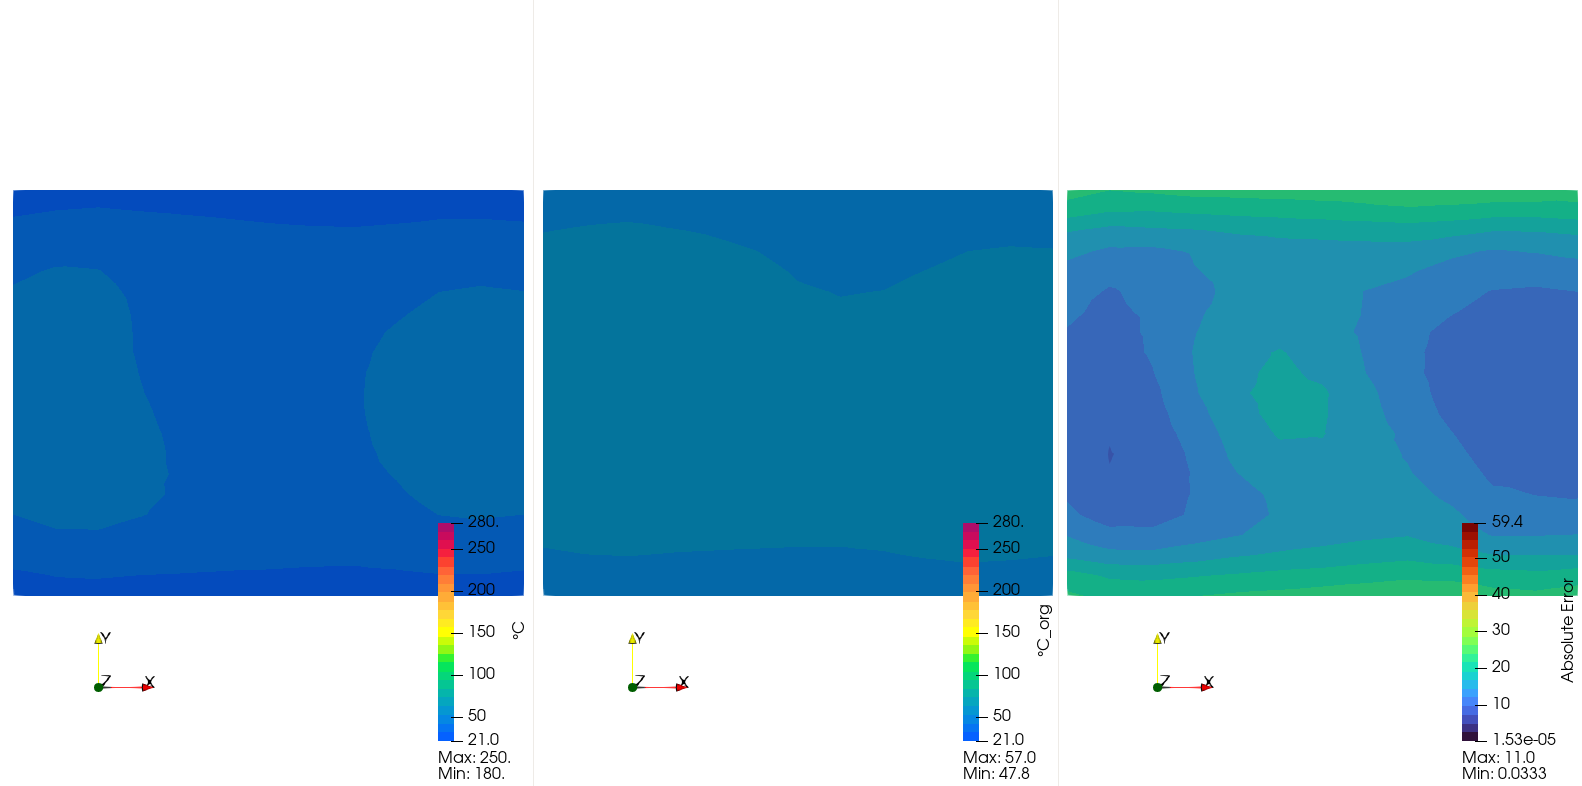 280.
250
200
150
100
50
21.0
°C
Max: 250.
Min: 180.
Y
Z
X
280.
250
200
150
100
50
21.0
°C_org
Max: 57.0
Min: 47.8
Y
Z
X
59.4
50
40
30
20
10
1.53e-05
Absolute Error
Max: 11.0
Min: 0.0333
Y
Z
X